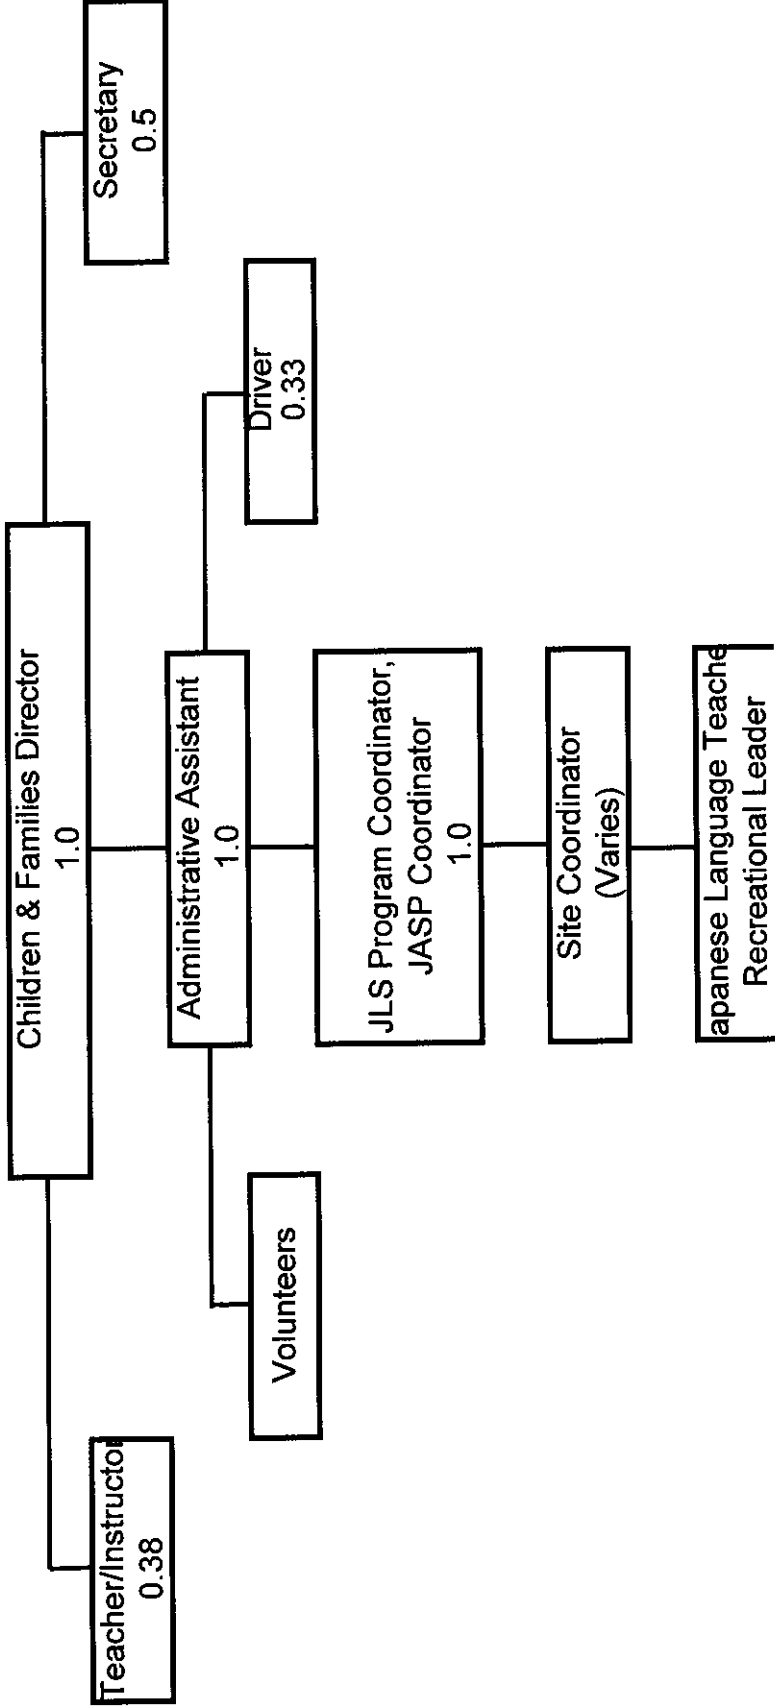 Children & Families Director
1.0
Teacher/Instructor
0.38
Secretary
0.5
Administrative Assistant
1.0
Volunteers
Driver
0.33
JLS Program Coordinator,
JASP Coordinator
1.0
Site Coordinator
(Varies)
apanese Language Teache
Recreational Leader